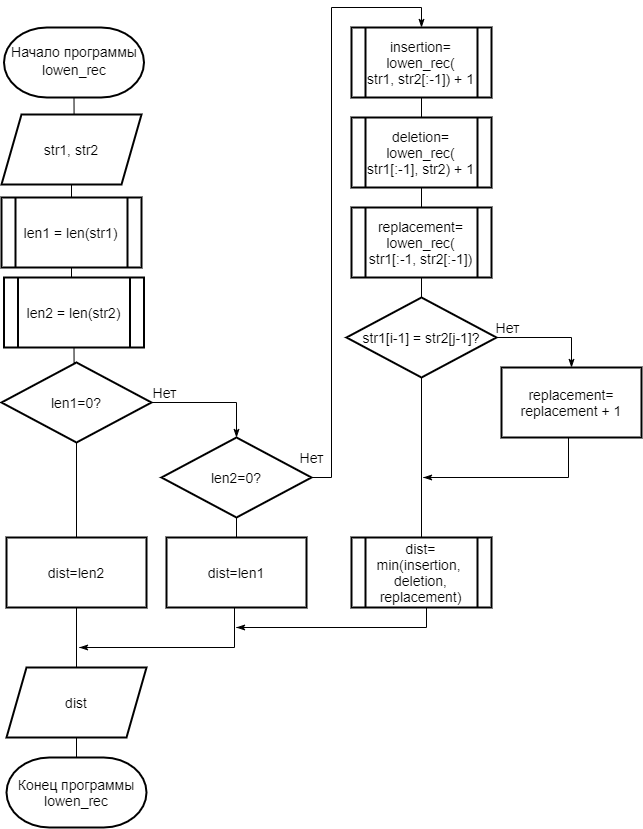 Начало программы
lowen_rec
str1, str2
len1 = len(str1)
len2 = len(str2)
len1=0?
Нет
len2=0?
Нет
dist=len2
dist=len1
insertion=
lowen_rec(
str1, str2[:-1]) + 1
deletion=
lowen_rec(
str1[:-1], str2) + 1
replacement=
lowen_rec(
str1[:-1, str2[:-1])
str1[i-1] = str2[j-1]?
Нет
replacement=
replacement + 1
dist=
min(insertion,
deletion,
replacement)
dist
Конец программы
lowen_rec